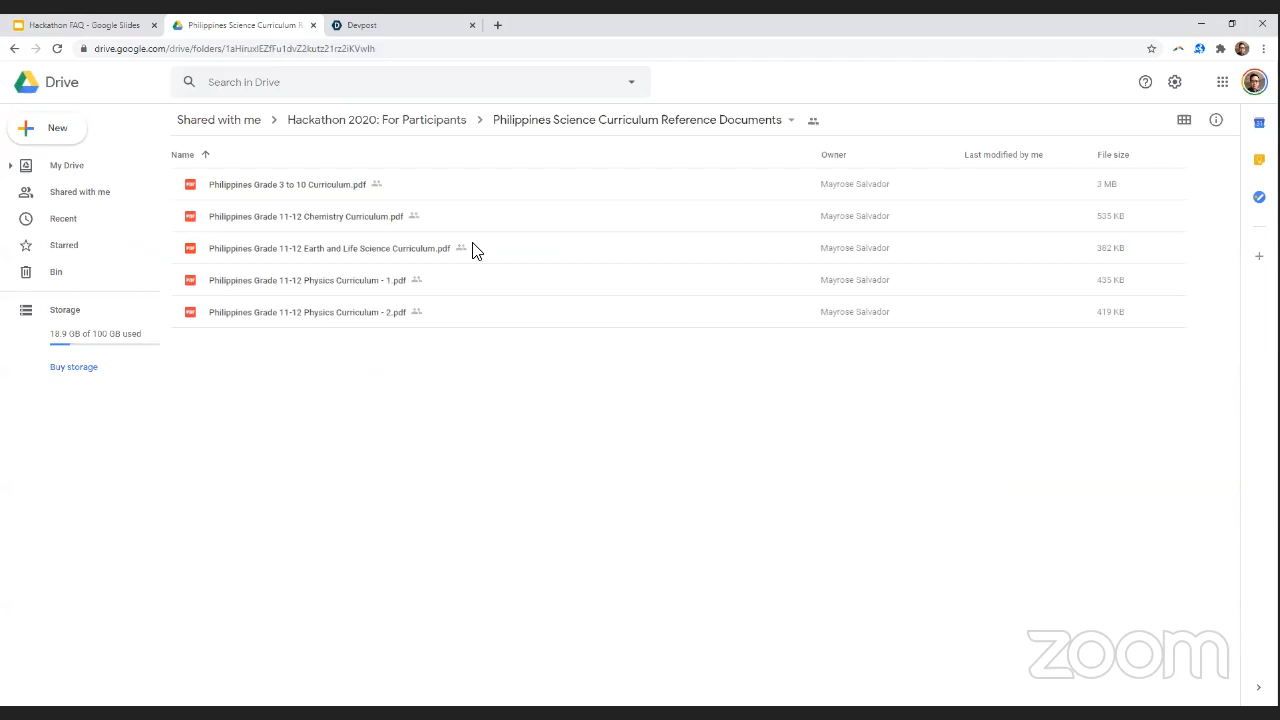 Hackathon FAQ - Google Slides
Philippines Science Curriculum R
Devpost
drive.google.com/drive/folders/1aHiruxIEZfFu1dvZ2kutz21rz2iKVwIh
Drive
Search in Drive
New
Shared with me
Hackathon 2020: For Participants
Philippines Science Curriculum Reference Documents
Name
Owner
Last modified by me
File size
My Drive
Shared with me
Recent
Starred
Bin
Storage
18.9 GB of 100 GB used
Buy storage
Philippines Grade 3 to 10 Curriculum.pdf
Mayrose Salvador
3 MB
Philippines Grade 11-12 Chemistry Curriculum.pdf
Mayrose Salvador
535 KB
Philippines Grade 11-12 Earth and Life Science Curriculum.pdf
Mayrose Salvador
382 KB
Philippines Grade 11-12 Physics Curriculum - 1.pdf
Mayrose Salvador
435 KB
Philippines Grade 11-12 Physics Curriculum - 2.pdf
Mayrose Salvador
419 KB
zoom